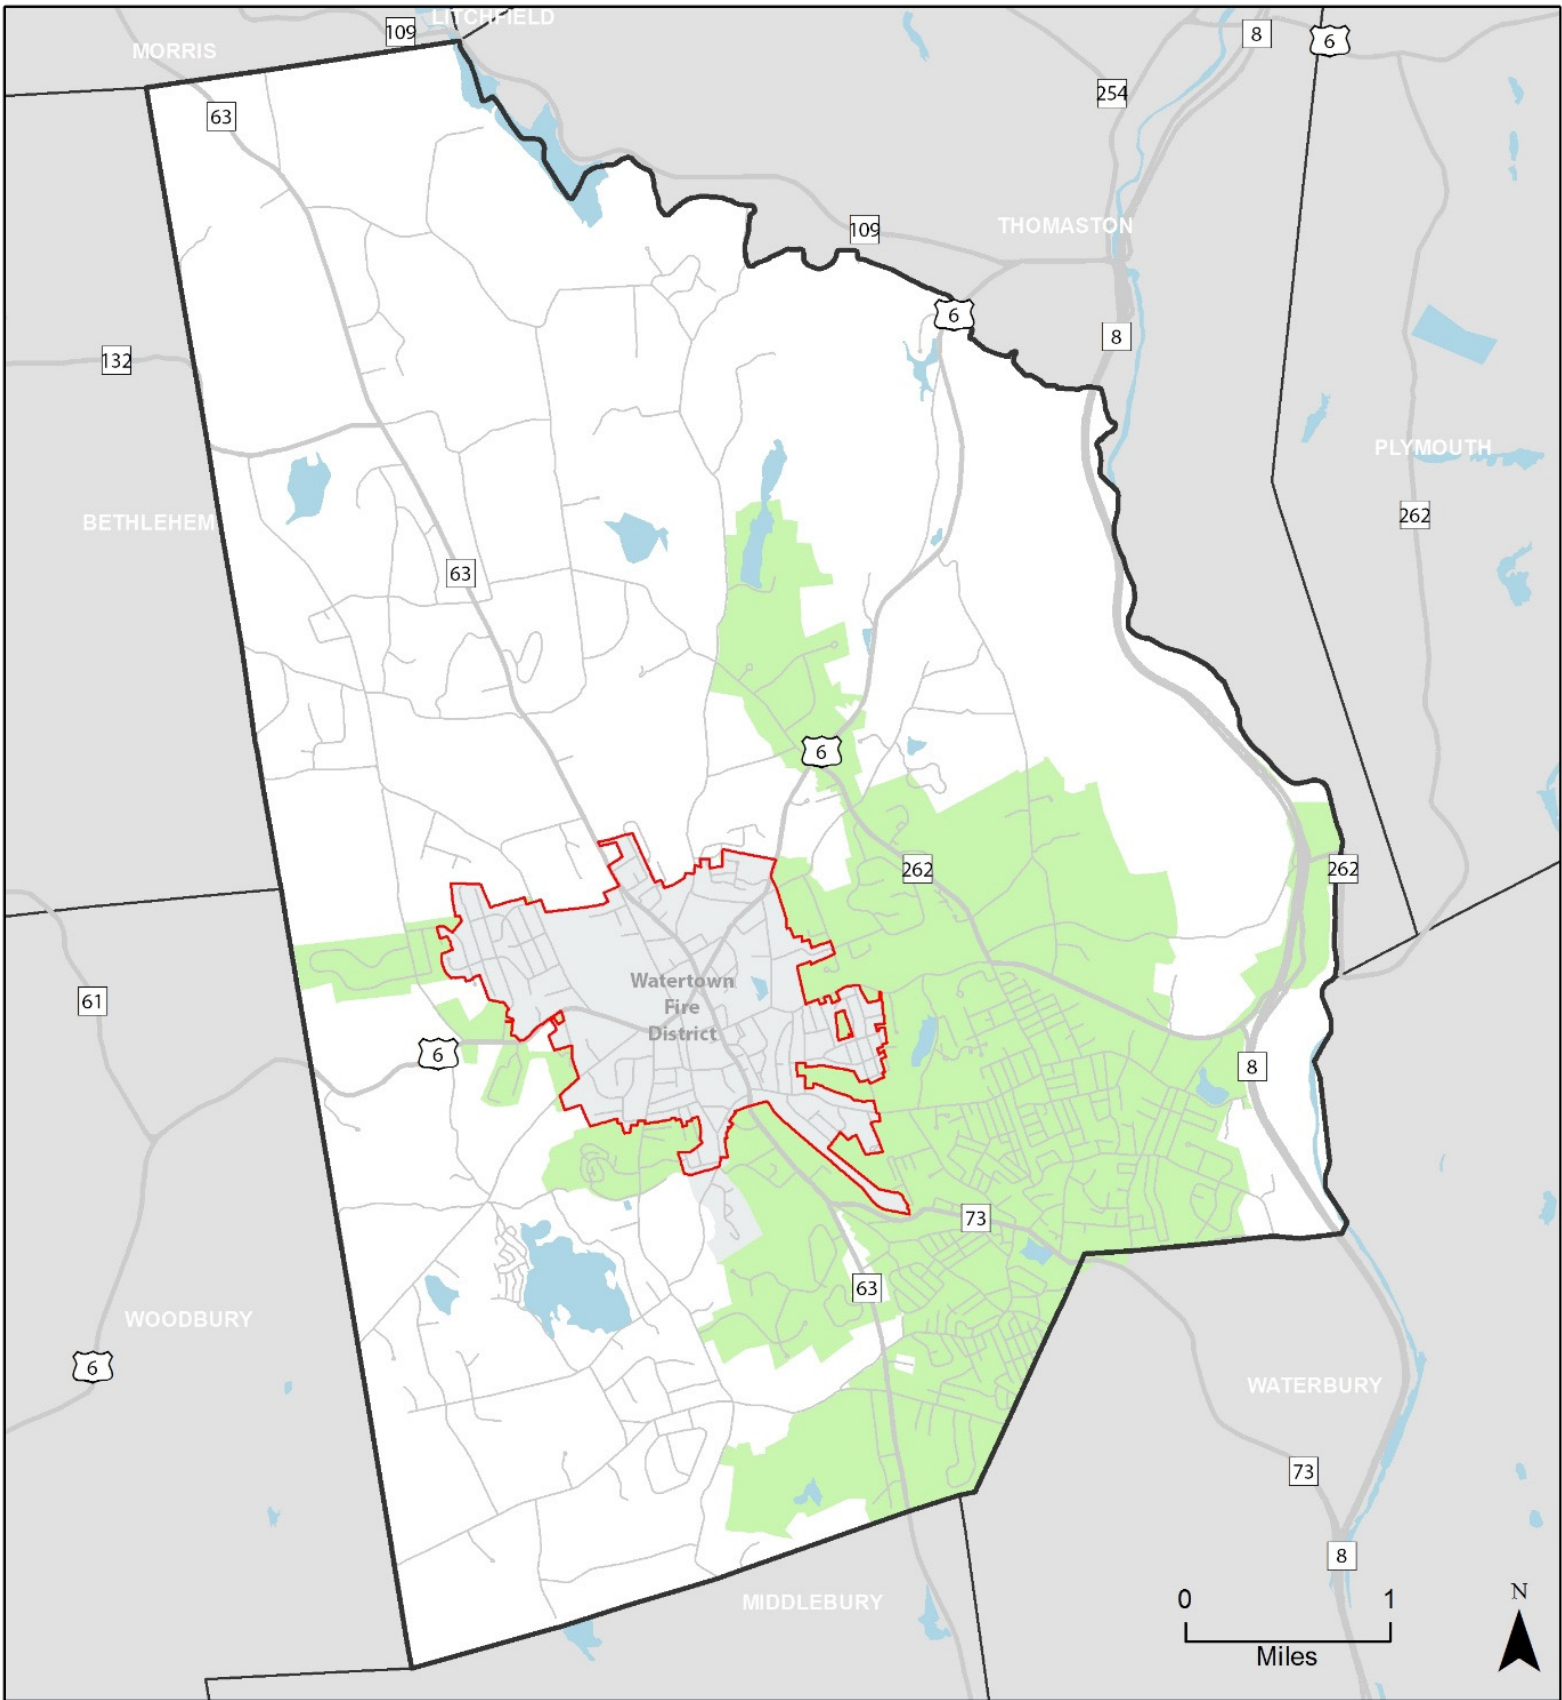 LITCHFIELD
109
8
6
MORRIS
254
63
THOMASTON
109
6
8
132
PLYMOUTH
262
BETHLEHEM
63
6
262
262
Watertown
Fire
District
61
6
8
73
63
WOODBURY
6
WATERBURY
73
8
MIDDLEBURY
0 1
Miles
N